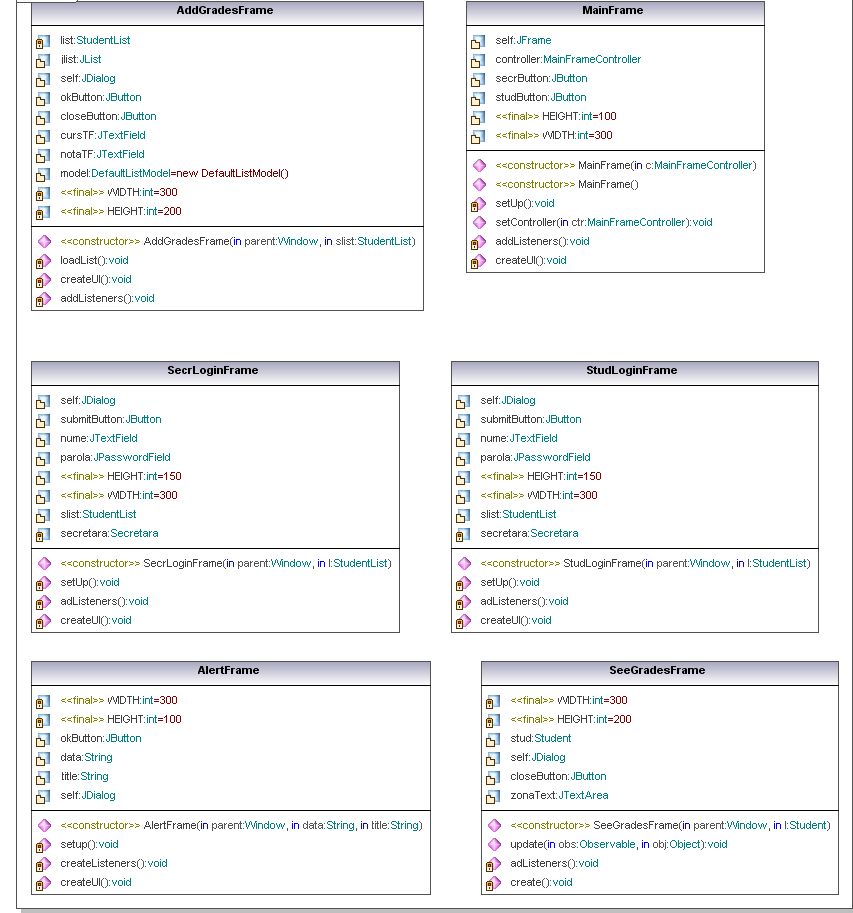 AddGradesFrame
list:StudentList
jlist:JList
self:JDialog
okButton:JButton
closeButton:JButton
cursTF:JTextField
notaTF:JTextField
model:DefaultListModel=new DefaultListModel()
<<final>> WIDTH:int=300
<<final>> HEIGHT:int=200
<<constructor>> AddGradesFrame(in parent:Window, in slist:StudentList)
loadList():void
createUI():void
addListeners():void
MainFrame
self:JFrame
controller:MainFrameController
secrButton:JButton
studButton:JButton
<<final>> HEIGHT:int=100
<<final>> WIDTH:int=300
<<constructor>> MainFrame(in c:MainFrameController)
<<constructor>> MainFrame()
setUp():void
setController(in ctr:MainFrameController):void
addListeners():void
createUI():void
SecrLoginFrame
self:JDialog
submitButton:JButton
nume:JTextField
parola:JPasswordField
<<final>> HEIGHT:int=150
<<final>> WIDTH:int=300
slist:StudentList
secretara:Secretara
<<constructor>> SecrLoginFrame(in parent:Window, in l:StudentList)
setUp():void
adListeners():void
createUI():void
StudLoginFrame
self:JDialog
submitButton:JButton
nume:JTextField
parola:JPasswordField
<<final>> HEIGHT:int=150
<<final>> WIDTH:int=300
slist:StudentList
secretara:Secretara
<<constructor>> StudLoginFrame(in parent:Window, in l:StudentList)
setUp():void
adListeners():void
createUI():void
AlertFrame
<<final>> WIDTH:int=300
<<final>> HEIGHT:int=100
okButton:JButton
data:String
title:String
self:JDialog
<<constructor>> AlertFrame(in parent:Window, in data:String, in title:String)
setup():void
createListeners():void
createUI():void
SeeGradesFrame
<<final>> WIDTH:int=300
<<final>> HEIGHT:int=200
stud:Student
self:JDialog
closeButton:JButton
zonaText:JTextArea
<<constructor>> SeeGradesFrame(in parent:Window, in l:Student)
update(in obs:Observable, in obj:Object):void
adListeners():void
create():void